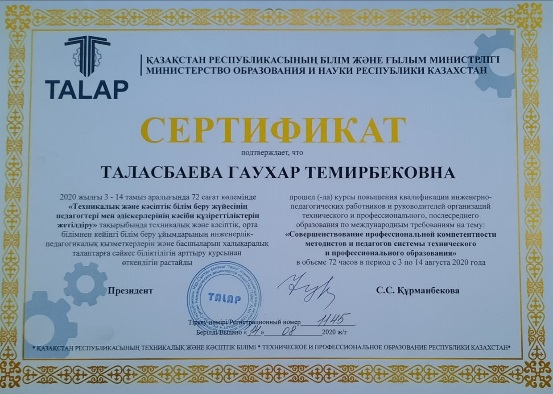 TALAP
ҚАЗАҚСТАН РЕСПУБЛИКАСЫНЫҢ БІЛІМ ЖӘНЕ ҒЫЛЫМ МИНИСТРЛІГІ
МИНИСТЕРСТВО ОБРАЗОВАНИЯ И НАУКИ РЕСПУБЛИКИ КАЗАХСТАН
СЕРТИФИКАТ
подтверждает, что
ТАЛАСБАЕВА ГАУХАР ТЕМИРБЕКОВНА
2020 жылғы 3 - 14 тамыз аралығында 72 сағат көлемінде
«Техникалық және кәсіптік білім беру жүйесінің
педагогтері мен әдіскерлерінің кәсіби құзіреттіліктерін
жетілдіру» тақырыбында техникалық және кәсіптік, орта
білімнен кейінгі білім беру ұйымдарының инженерлік-
педагогикалық қызметкерлерін және басшыларын халықаралық
талаптарға сәйкес біліктілігін арттыру курсынан
өткендігін растайды
прошел (-ла) курсы повышения квалификации инженерно-
педагогических работников и руководителей организаций
технического и профессионального, послесреднего
образования по международным требованиям на тему:
«Совершенствование профессиональной компетентности
методистов и педагогов системы технического
и профессионального образования»
в объеме 72 часов в период с 3 по 14 августа 2020 года
Президент
TALAP
С.С. Құрманбекова
Тіркеу нөмірі/Регистрационный номер 1145
Берілді/Выдано «14» 08 2020 ж/г
* ҚАЗАҚСТАН РЕСПУБЛИКАСЫНЫҢ ТЕХНИКАЛЫҚ ЖӘНЕ КӘСІПТІК БІЛІМІ * ТЕХНИЧЕСКОЕ И ПРОФЕССИОНАЛЬНОЕ ОБРАЗОВАНИЕ РЕСПУБЛИКИ КАЗАХСТАН*